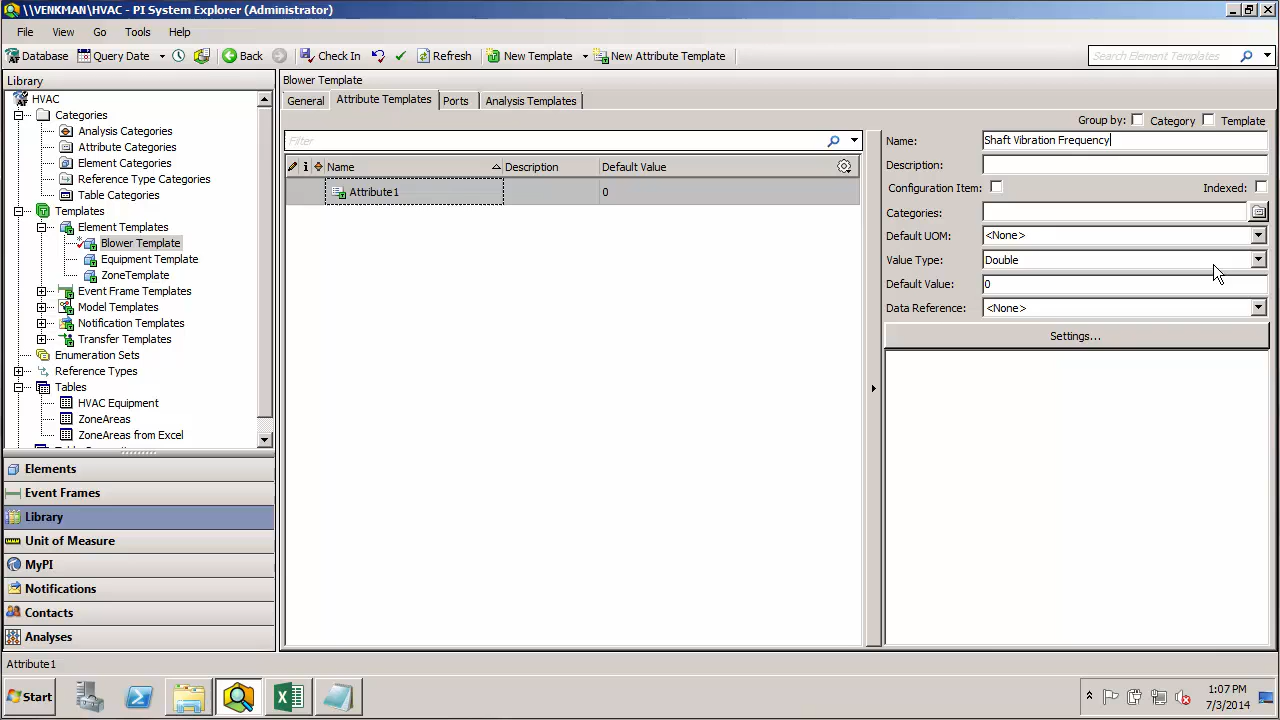 \\VENKMAN\HVAC - PI System Explorer (Administrator)
File View Go Tools Help
Database Query Date Back Check In Refresh New Template New Attribute Template Search Element Templates
Library
HVAC
Categories
Analysis Categories
Attribute Categories
Element Categories
Reference Type Categories
Table Categories
Templates
Element Templates
Blower Template
Equipment Template
ZoneTemplate
Event Frame Templates
Model Templates
Notification Templates
Transfer Templates
Enumeration Sets
Reference Types
Tables
HVAC Equipment
ZoneAreas
ZoneAreas from Excel
Elements
Event Frames
Library
Unit of Measure
MyPI
Notifications
Contacts
Analyses
Blower Template
General Attribute Templates Ports Analysis Templates
Group by: Category Template
Filter
Name Description Default Value
Attribute1 0
Name: Shaft Vibration Frequency
Description:
Configuration Item: Indexed:
Categories:
Default UOM: <None>
Value Type: Double
Default Value: 0
Data Reference: <None>
Settings...
Attribute1
Start
1:07 PM
7/3/2014